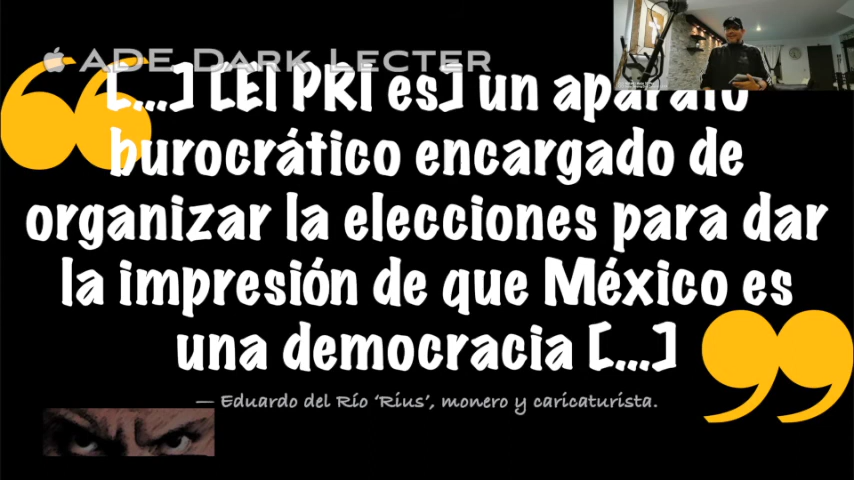 ADE DARK LECTER
[...] [El PRI es] un aparato
burocrático encargado de
organizar la elecciones para dar
la impresión de que México es
una democracia [...]
— Eduardo del Río ‘Rius’, monero y caricaturista.